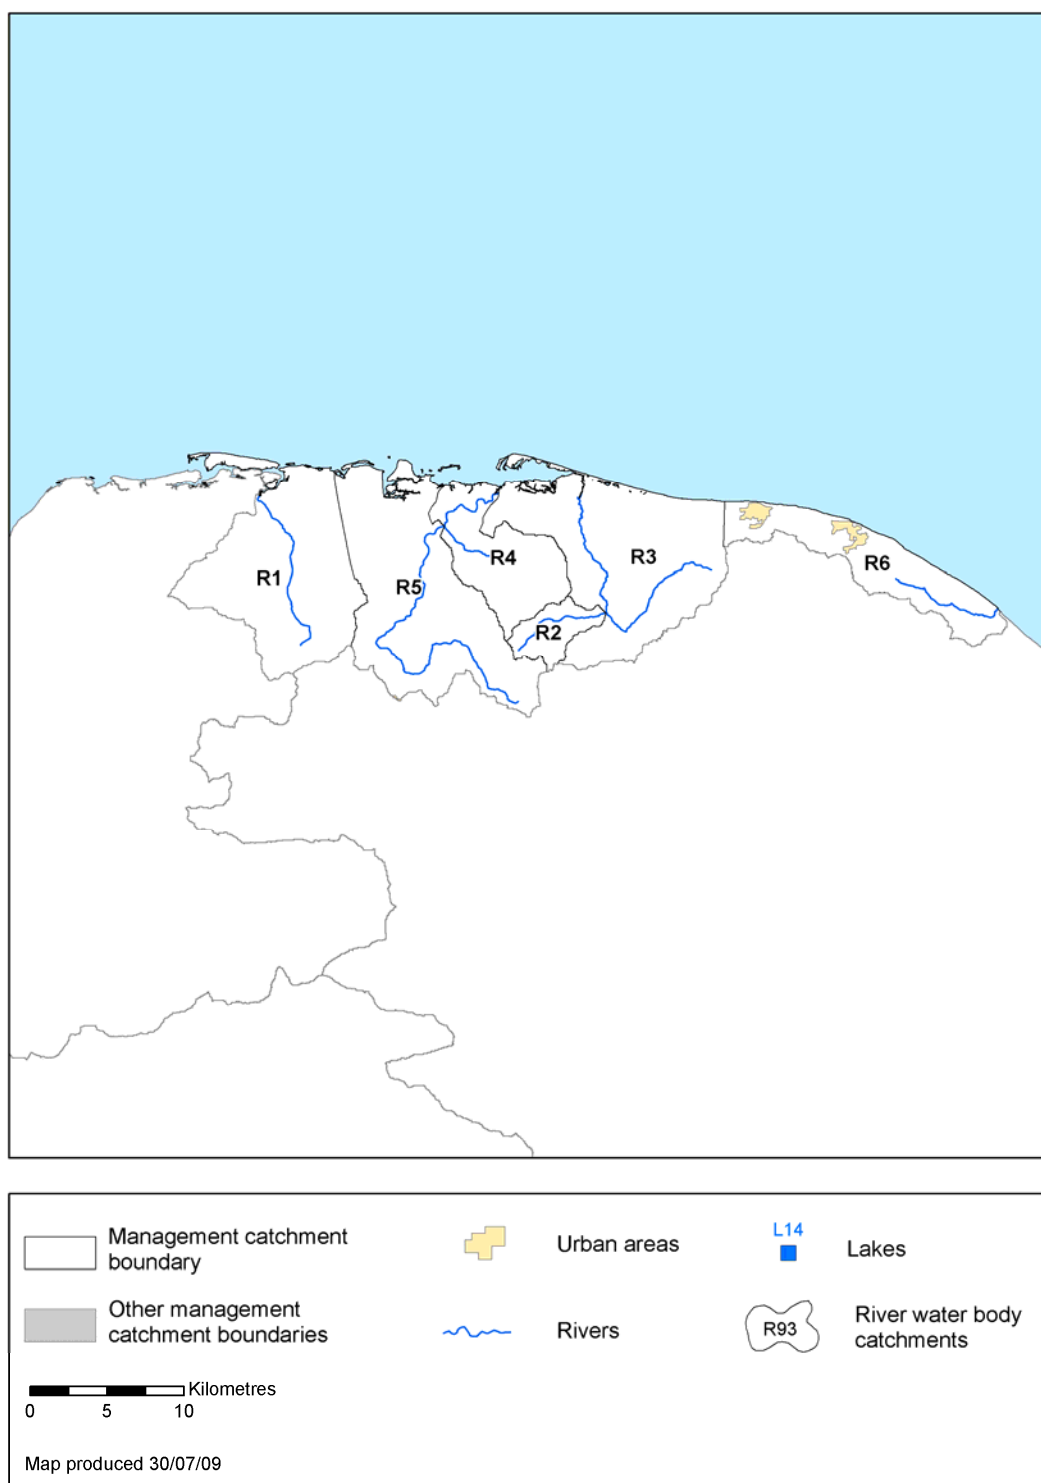 R1
R5
R4
R2
R3
R6
Management catchment
boundary
Urban areas
L14
Lakes
Other management
catchment boundaries
Rivers
R93
River water body
catchments
Kilometres
0 5 10
Map produced 30/07/09